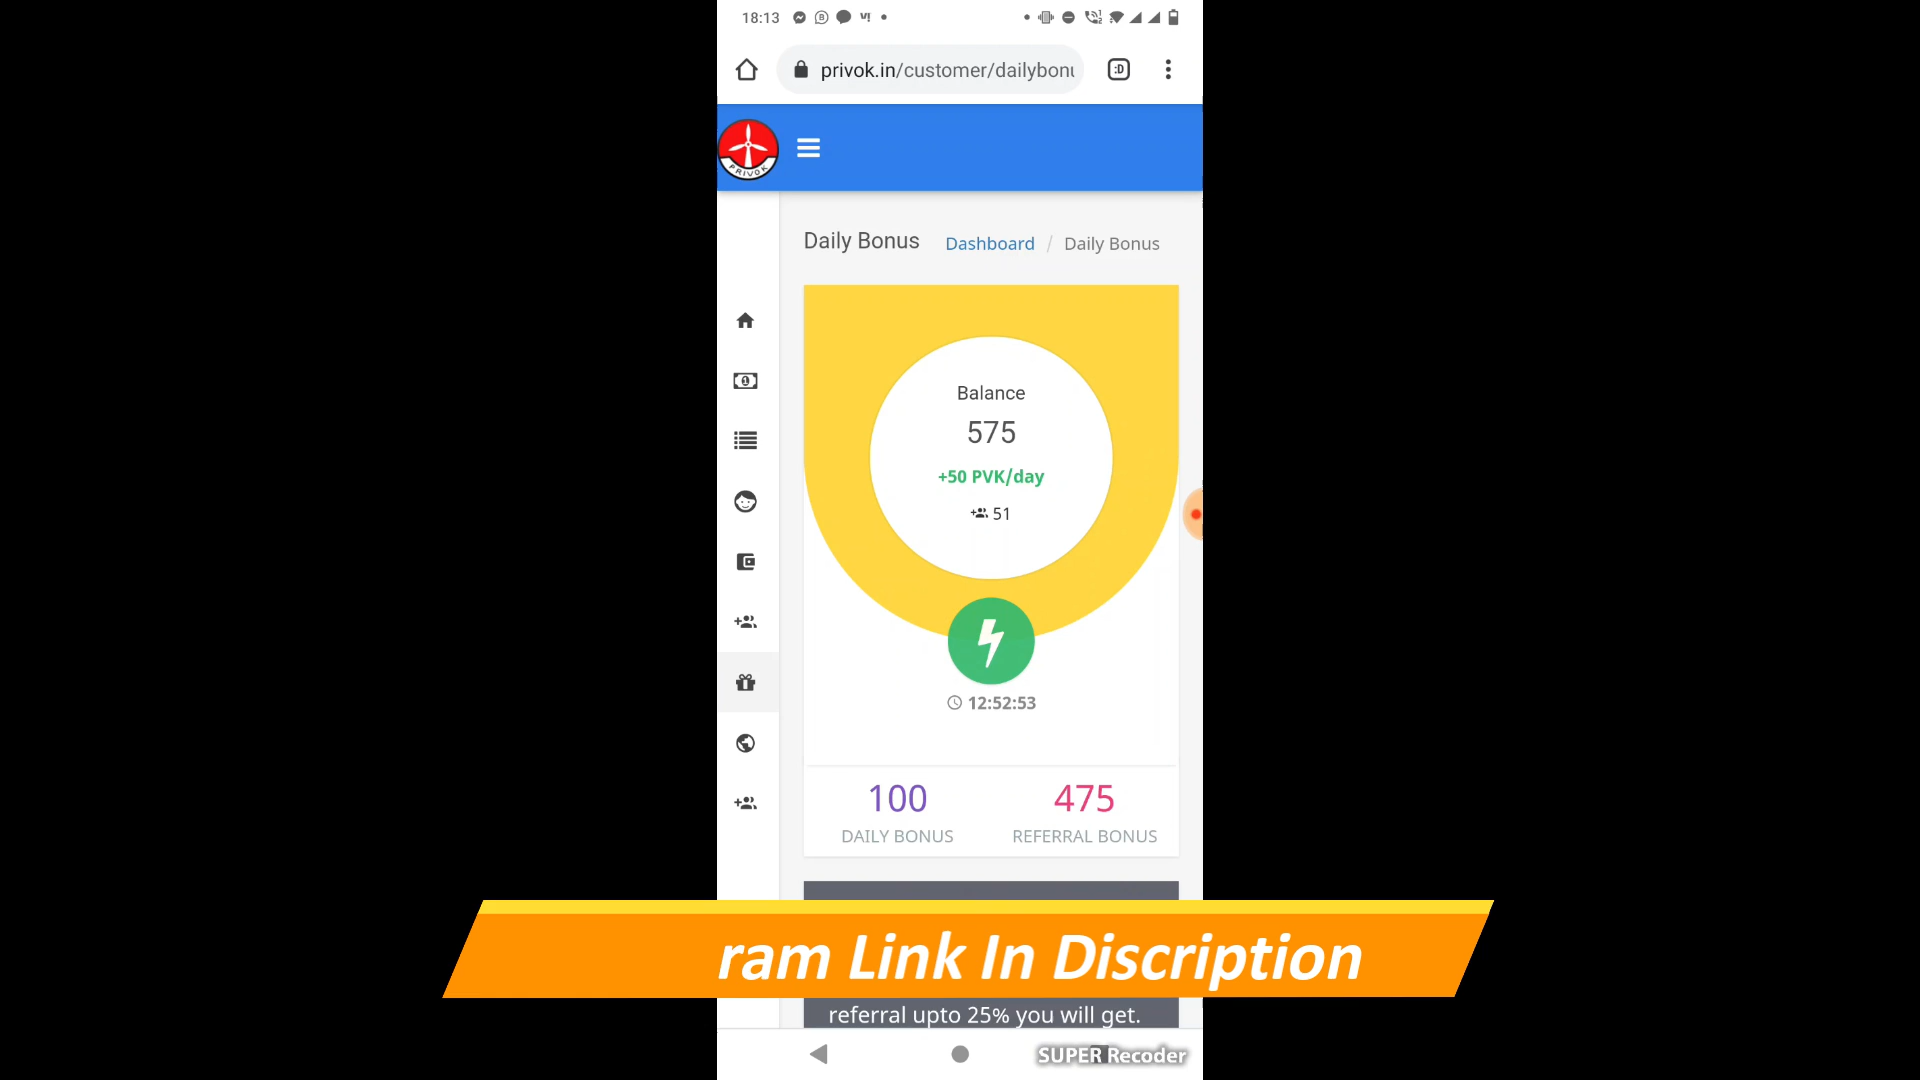 18:13
privok.in/customer/dailybonu
PRIVOK
Daily Bonus
Dashboard / Daily Bonus
Balance
575
+50 PVK/day
51
12:52:53
100
475
DAILY BONUS
REFERRAL BONUS
ram Link In Discription
referral upto 25% you will get.
SUPER Recoder